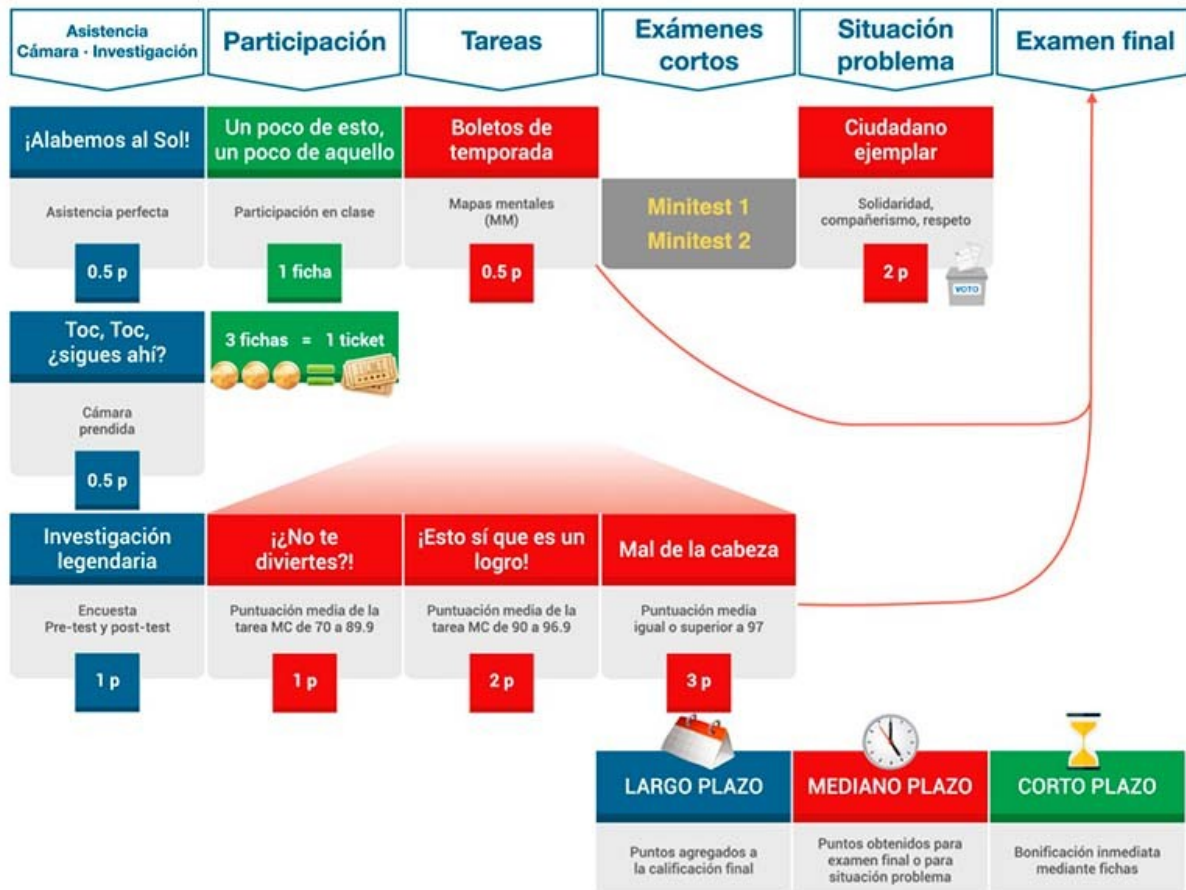 Asistencia
Cámara · Investigación
Participación
Tareas
Exámenes
cortos
Situación
problema
Examen final
¡Alabemos al Sol!
Asistencia perfecta
0.5 p
Un poco de esto,
un poco de aquello
Participación en clase
1 ficha
Boletos de
temporada
Mapas mentales
(MM)
0.5 p
Minitest 1
Minitest 2
Ciudadano
ejemplar
Solidaridad,
compañerismo, respeto
2 p
VOTO
Toc, Toc,
¿sigues ahí?
Cámara
prendida
0.5 p
3 fichas = 1 ticket
Investigación
legendaria
Encuesta
Pre-test y post-test
1 p
¡¿No te
diviertes?!
Puntuación media de la
tarea MC de 70 a 89.9
1 p
¡Esto sí que es un
logro!
Puntuación media de la
tarea MC de 90 a 96.9
2 p
Mal de la cabeza
Puntuación media
igual o superior a 97
3 p
LARGO PLAZO
Puntos agregados a
la calificación final
MEDIANO PLAZO
Puntos obtenidos para
examen final o para
situación problema
CORTO PLAZO
Bonificación inmediata
mediante fichas